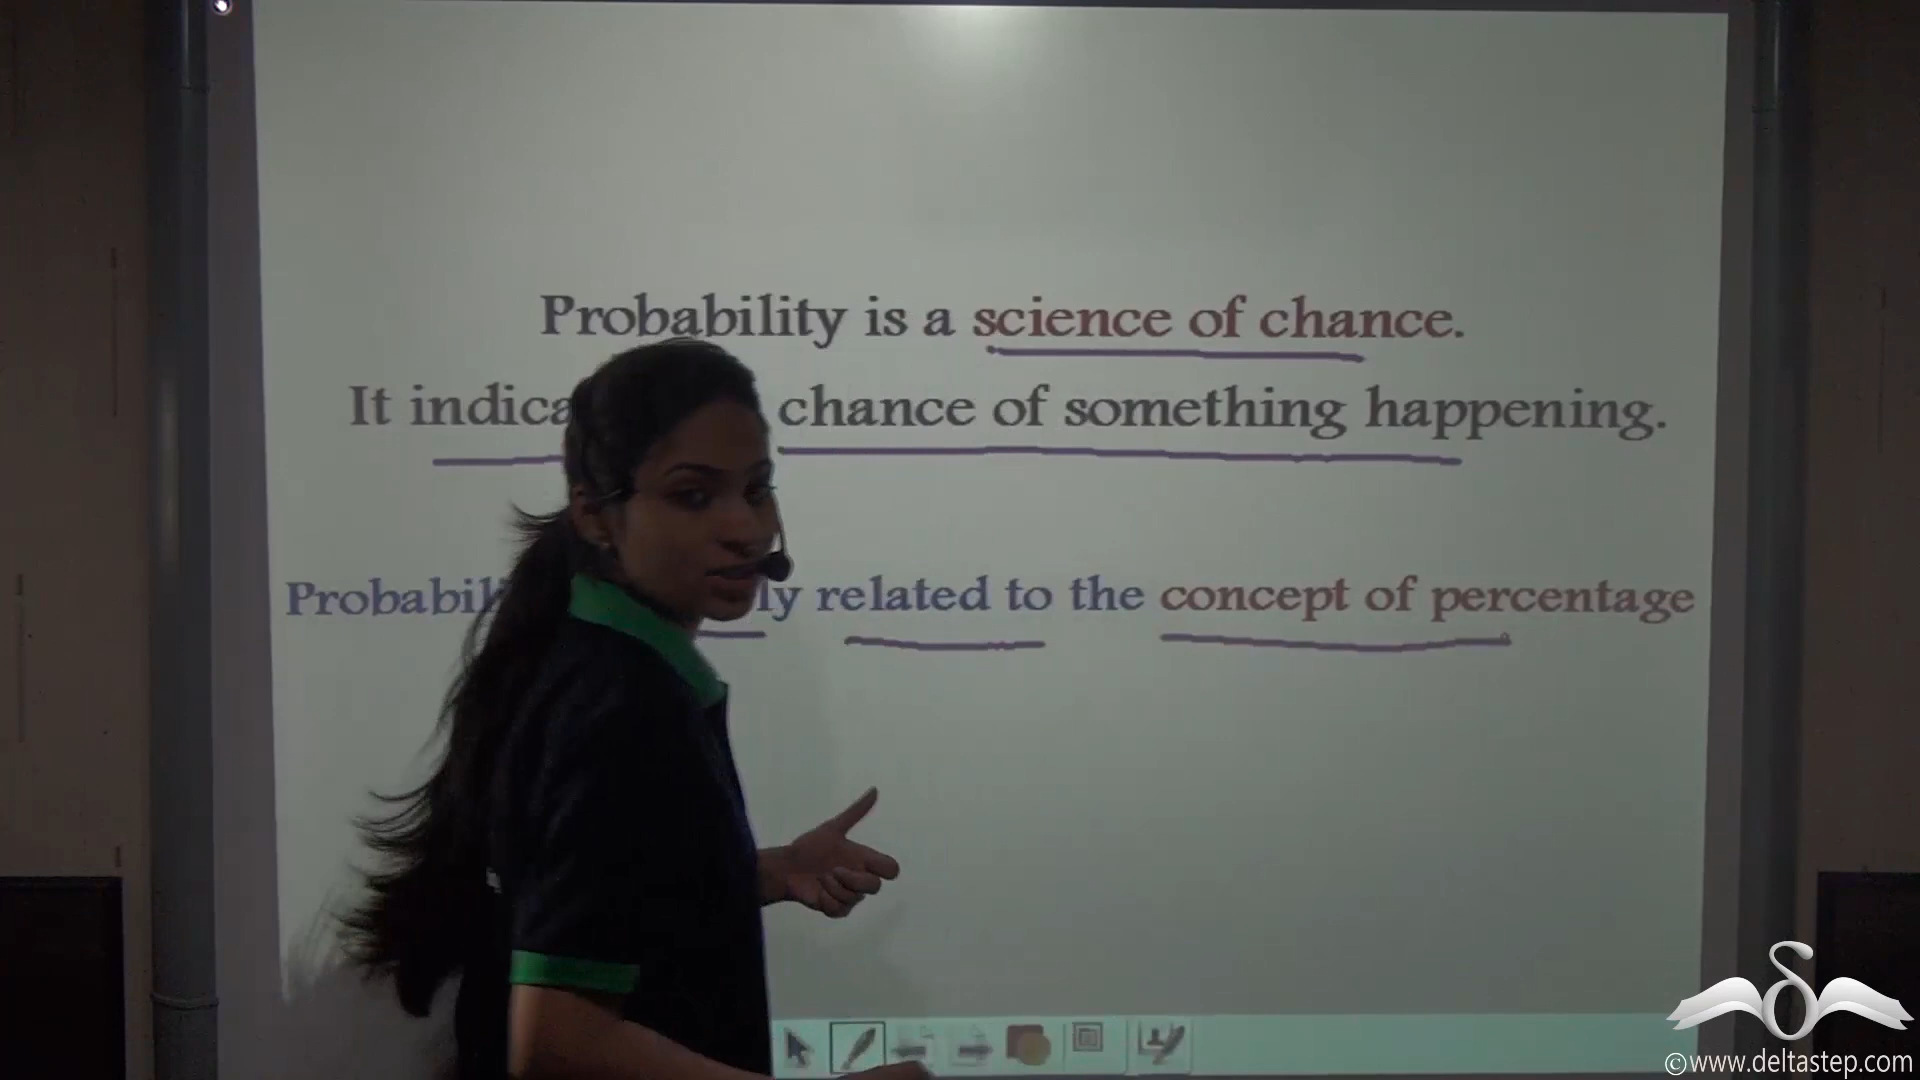 Probability is a science of chance.
It indica chance of something happening.
Probabili ly related to the concept of percentage
©www.deltastep.com